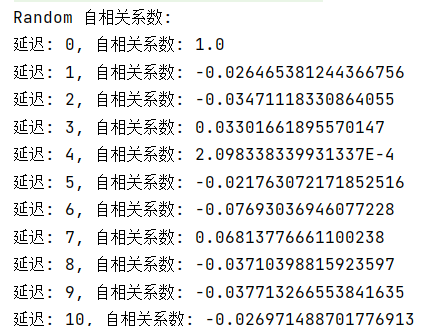 Random 自相关系数:
延迟: 0, 自相关系数: 1.0
延迟: 1, 自相关系数: -0.026465381244366756
延迟: 2, 自相关系数: -0.03471118330864055
延迟: 3, 自相关系数: 0.03301661895570147
延迟: 4, 自相关系数: 2.098338339931337E-4
延迟: 5, 自相关系数: -0.021763072171852516
延迟: 6, 自相关系数: -0.07693036946077228
延迟: 7, 自相关系数: 0.06813776661100238
延迟: 8, 自相关系数: -0.03710398815923597
延迟: 9, 自相关系数: -0.037713266553841635
延迟: 10, 自相关系数: -0.026971488701776913